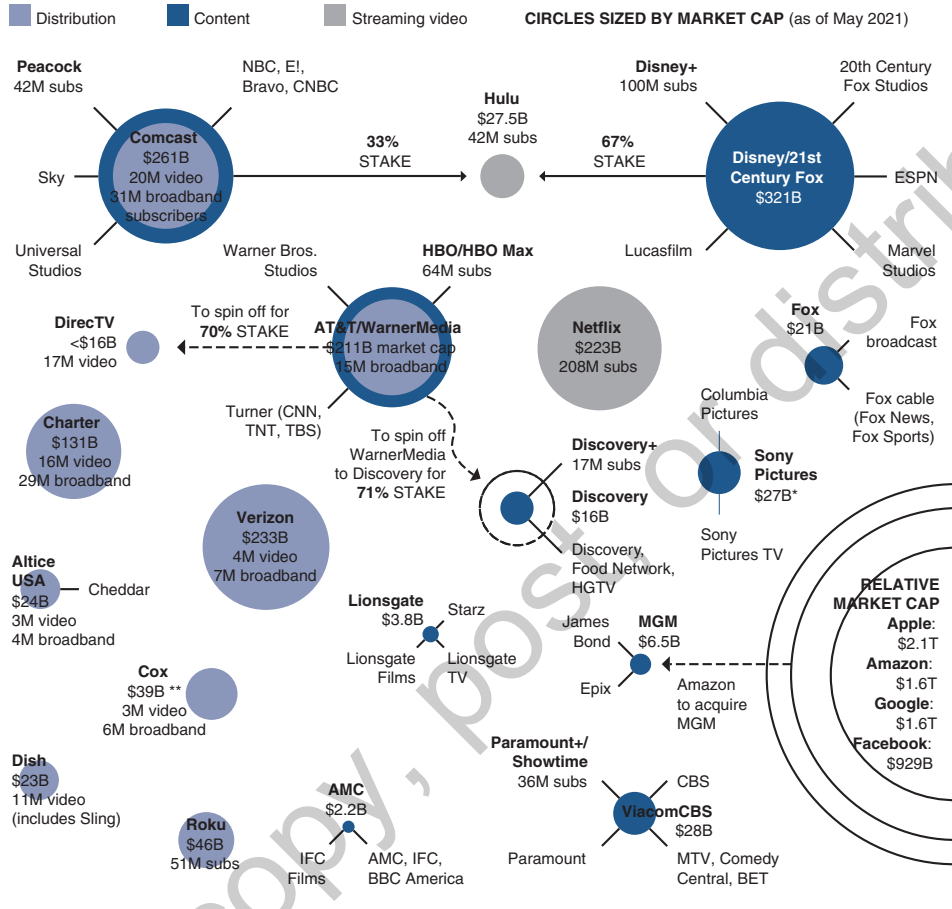 Distribution
Content
Streaming video
CIRCLES SIZED BY MARKET CAP (as of May 2021)
Peacock
42M subs
NBC, E!,
Bravo, CNBC
Comcast
$261B
20M video
31M broadband
subscribers
Sky
Universal
Studios
33%
STAKE
Hulu
$27.5B
42M subs
67%
STAKE
Disney+
100M subs
20th Century
Fox Studios
Disney/21st
Century Fox
$321B
ESPN
Lucasfilm
Marvel
Studios
Warner Bros.
Studios
HBO/HBO Max
64M subs
DirecTV
<$16B
17M video
To spin off for
70% STAKE
AT&T/WarnerMedia
$211B market cap
15M broadband
Turner (CNN,
TNT, TBS)
Netflix
$223B
208M subs
Fox
$21B
Fox
broadcast
Fox cable
(Fox News,
Fox Sports)
Charter
$131B
16M video
29M broadband
To spin off
WarnerMedia
to Discovery for
71% STAKE
Discovery+
17M subs
Discovery
$16B
Discovery,
Food Network,
HGTV
Columbia
Pictures
Sony
Pictures
$27B*
Sony
Pictures TV
Verizon
$233B
4M video
7M broadband
Altice
USA
$24B
3M video
4M broadband
Cheddar
Lionsgate
$3.8B
Starz
Lionsgate
Films
Lionsgate
TV
James
Bond
MGM
$6.5B
Epix
Amazon
to acquire
MGM
RELATIVE
MARKET CAP
Apple:
$2.1T
Amazon:
$1.6T
Google:
$1.6T
Facebook:
$929B
Cox
$39B **
3M video
6M broadband
Dish
$23B
11M video
(includes Sling)
Roku
$46B
51M subs
AMC
$2.2B
IFC
Films
AMC, IFC,
BBC America
Paramount+/
Showtime
36M subs
CBS
ViacomCBS
$28B
Paramount
MTV, Comedy
Central, BET
copy, post, or distrib